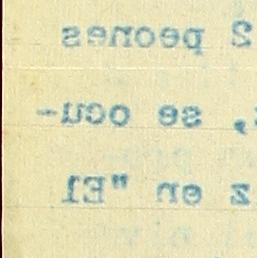 2 peones
, se ocu-
z en "El